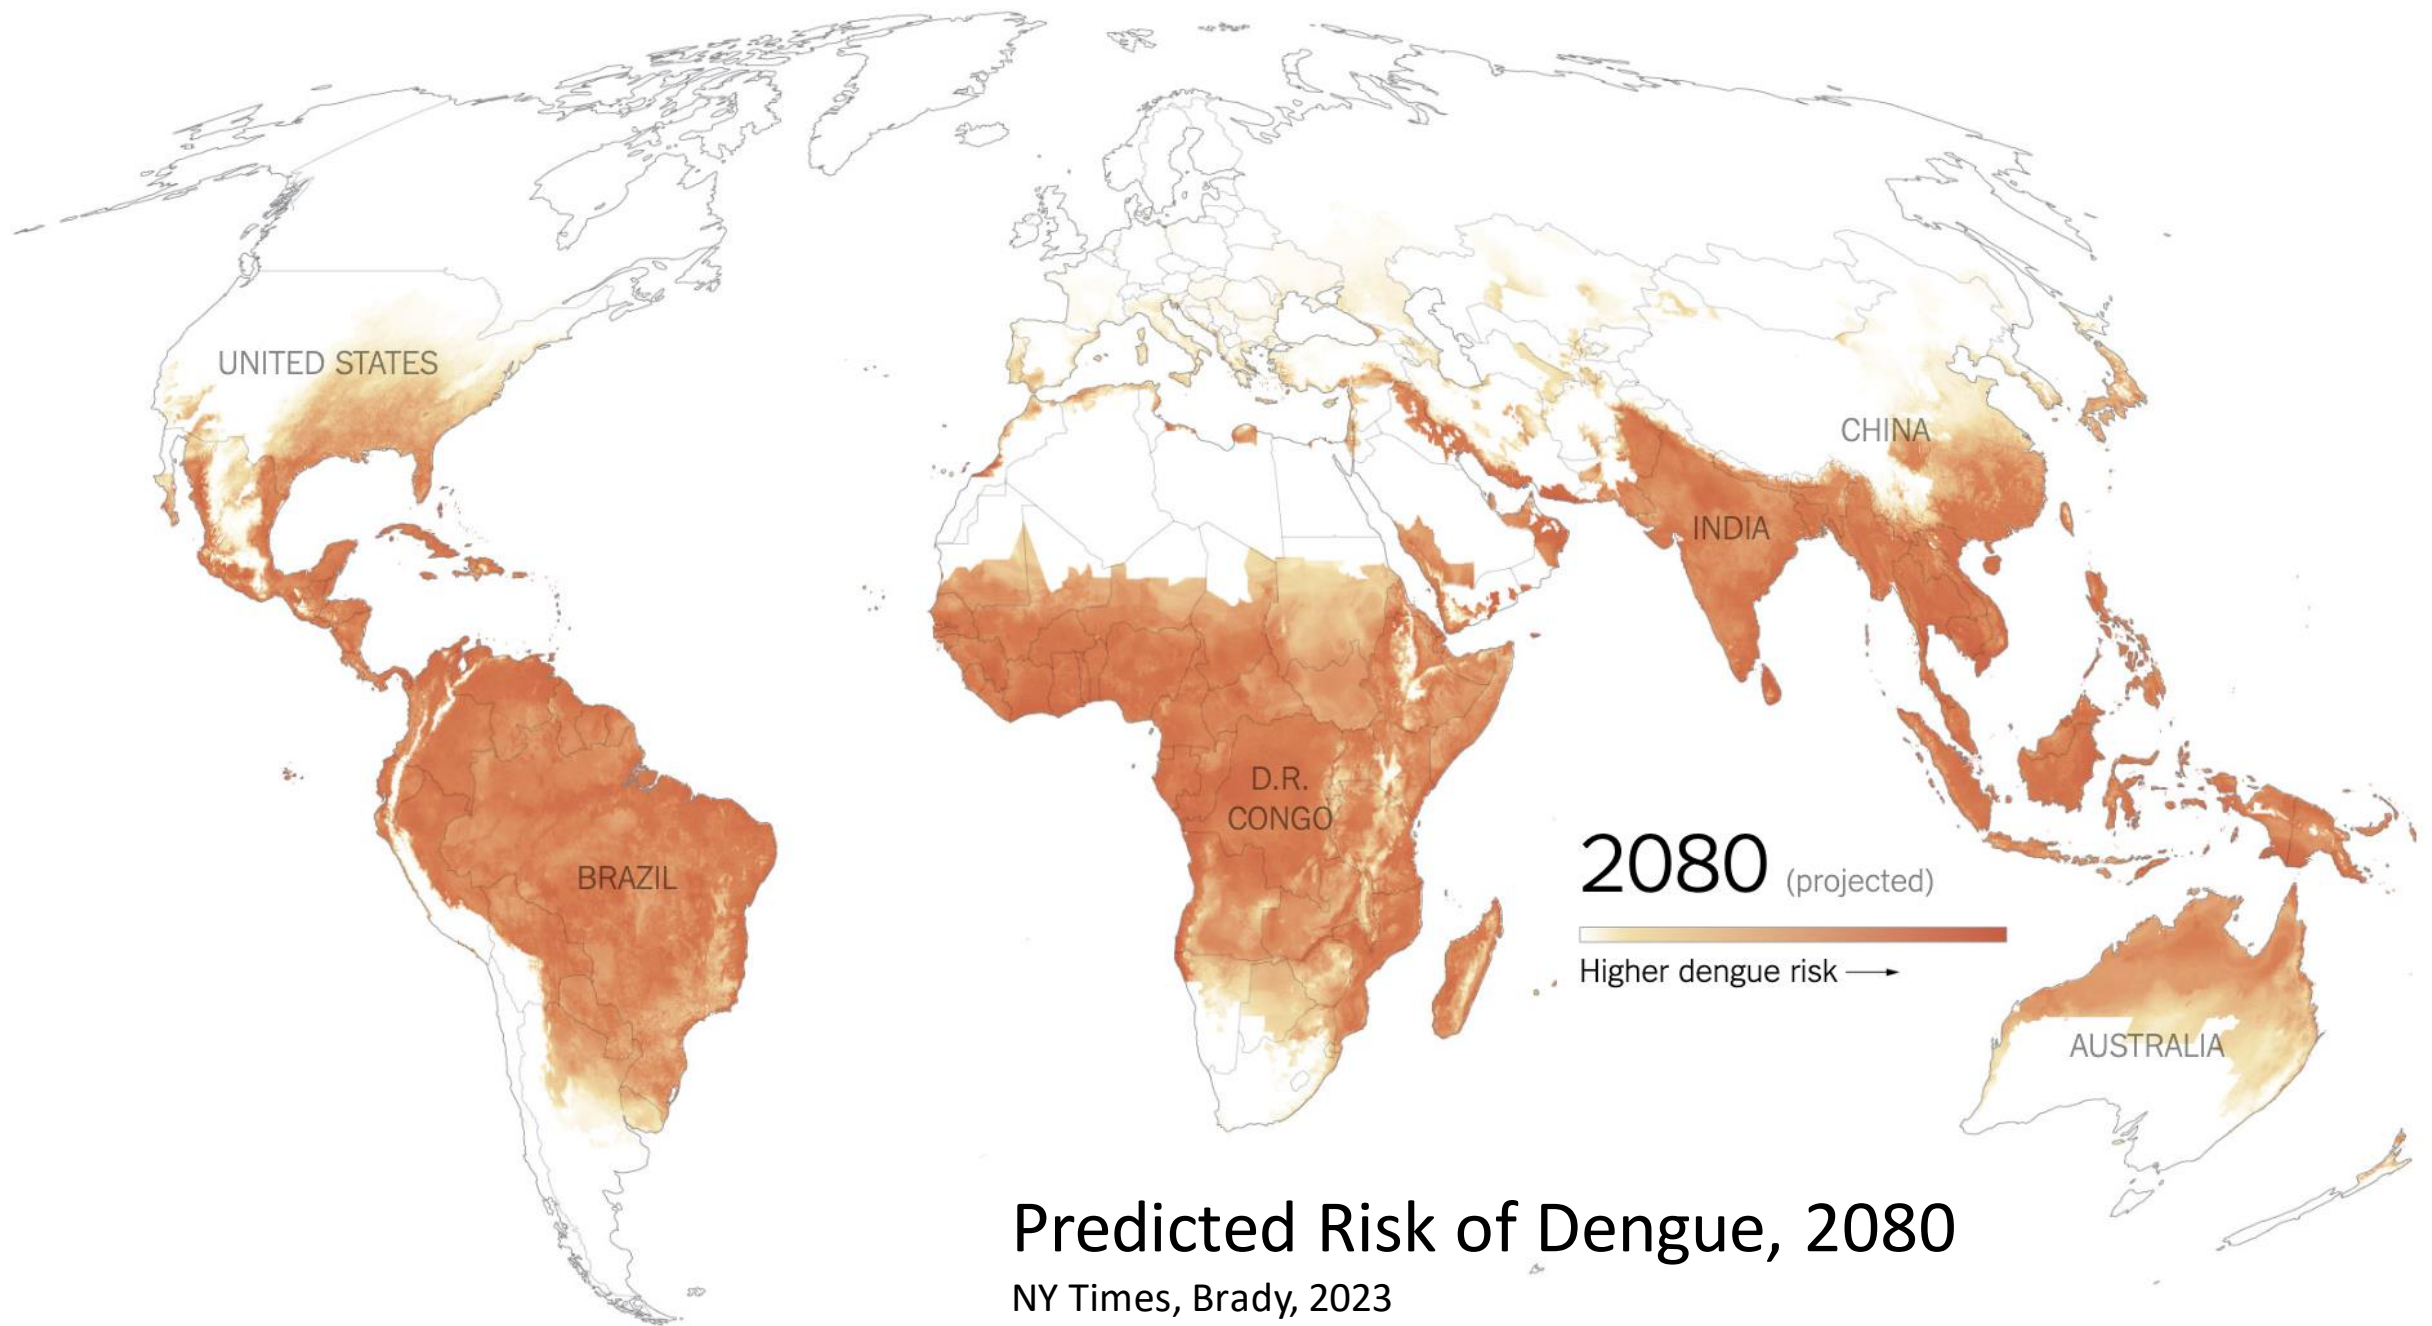 UNITED STATES
CHINA
INDIA
D.R.
CONGO
BRAZIL
2080 (projected)
Higher dengue risk
AUSTRALIA
Predicted Risk of Dengue, 2080
NY Times, Brady, 2023